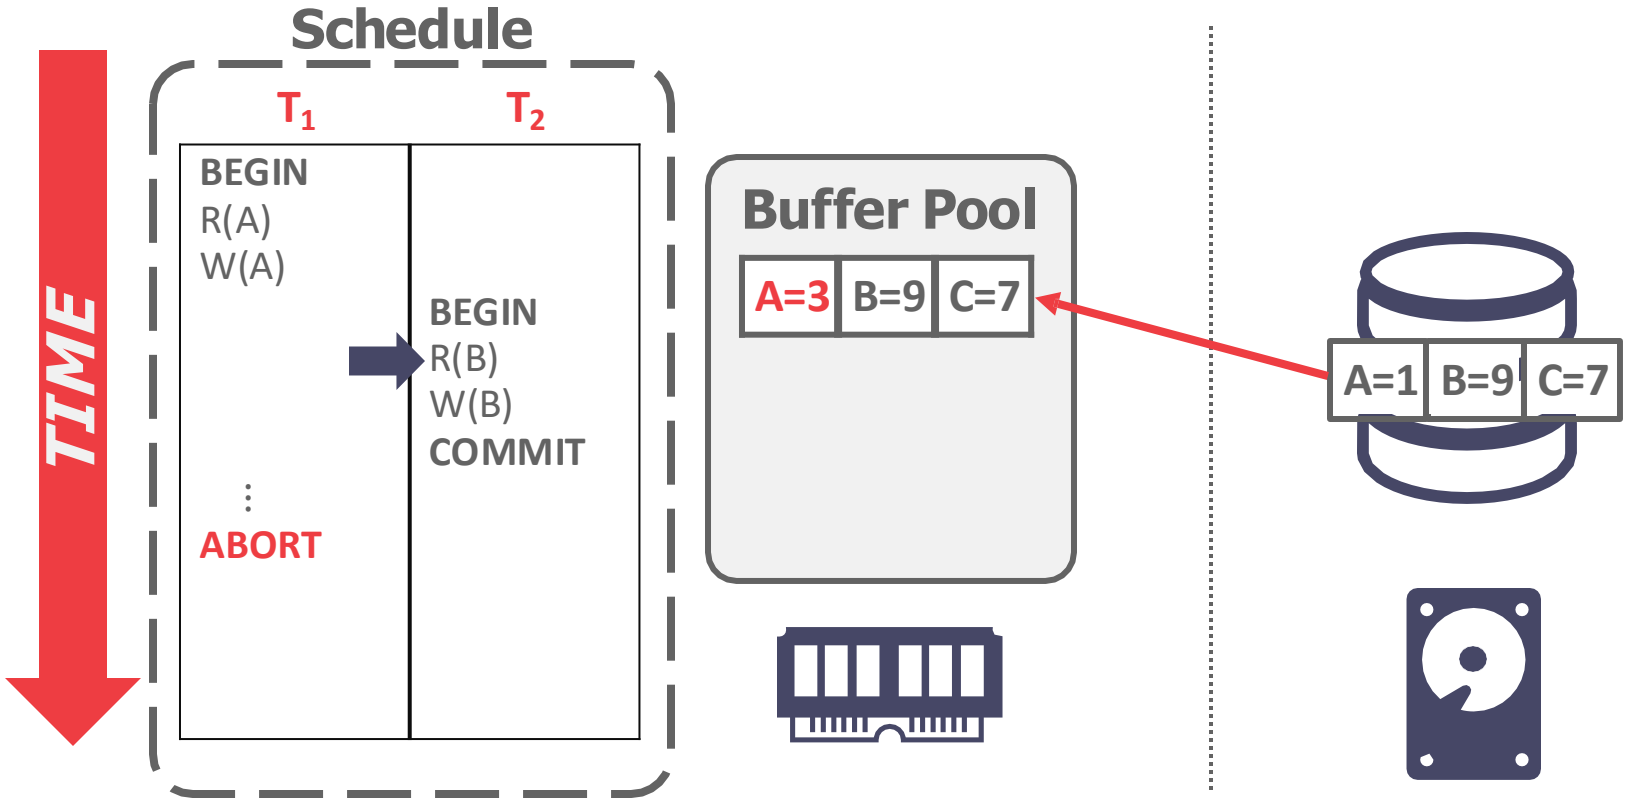 Schedule
TIME
T₁
T₂
BEGIN
R(A)
W(A)
⋮
ABORT
BEGIN
R(B)
W(B)
COMMIT
Buffer Pool
A=3 B=9 C=7
A=1 B=9 C=7